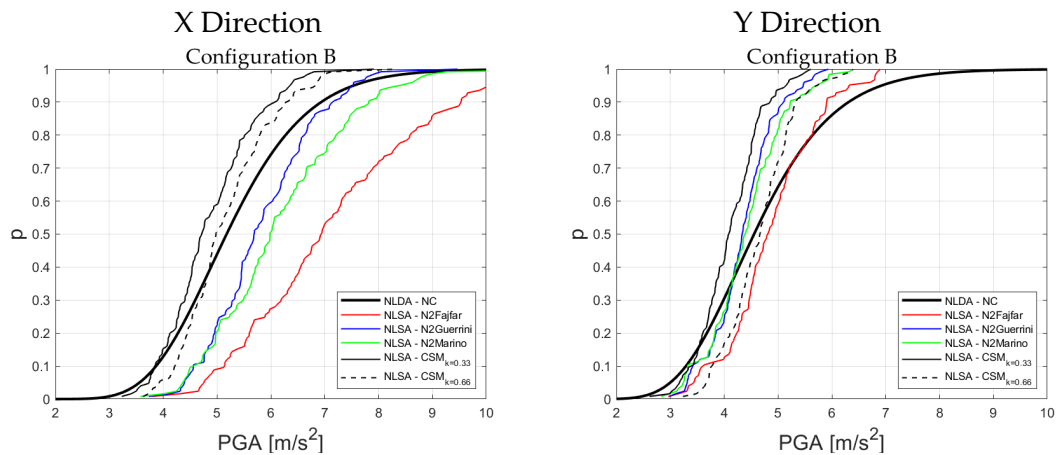 X Direction
Configuration B
1
0.9
0.8
0.7
0.6
0.5
0.4
0.3
0.2
0.1
0
p
2 3 4 5 6 7 8 9 10
PGA [m/s²]
NLDA - NC
NLSA - N2Fajfar
NLSA - N2Guerrini
NLSA - N2Marino
NLSA - CSM k=0.33
NLSA - CSM k=0.66
Y Direction
Configuration B
1
0.9
0.8
0.7
0.6
0.5
0.4
0.3
0.2
0.1
0
p
2 3 4 5 6 7 8 9 10
PGA [m/s²]
NLDA - NC
NLSA - N2Fajfar
NLSA - N2Guerrini
NLSA - N2Marino
NLSA - CSM k=0.33
NLSA - CSM k=0.66